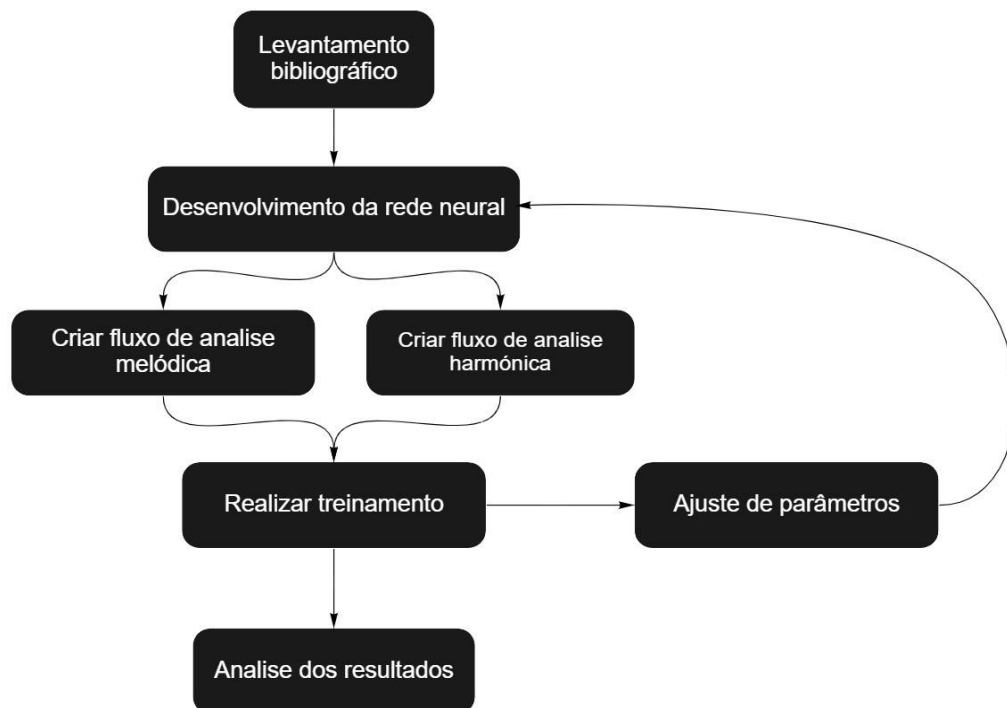 Levantamento
bibliográfico
Desenvolvimento da rede neural
Criar fluxo de analise
melódica
Criar fluxo de analise
harmónica
Realizar treinamento
Ajuste de parâmetros
Analise dos resultados